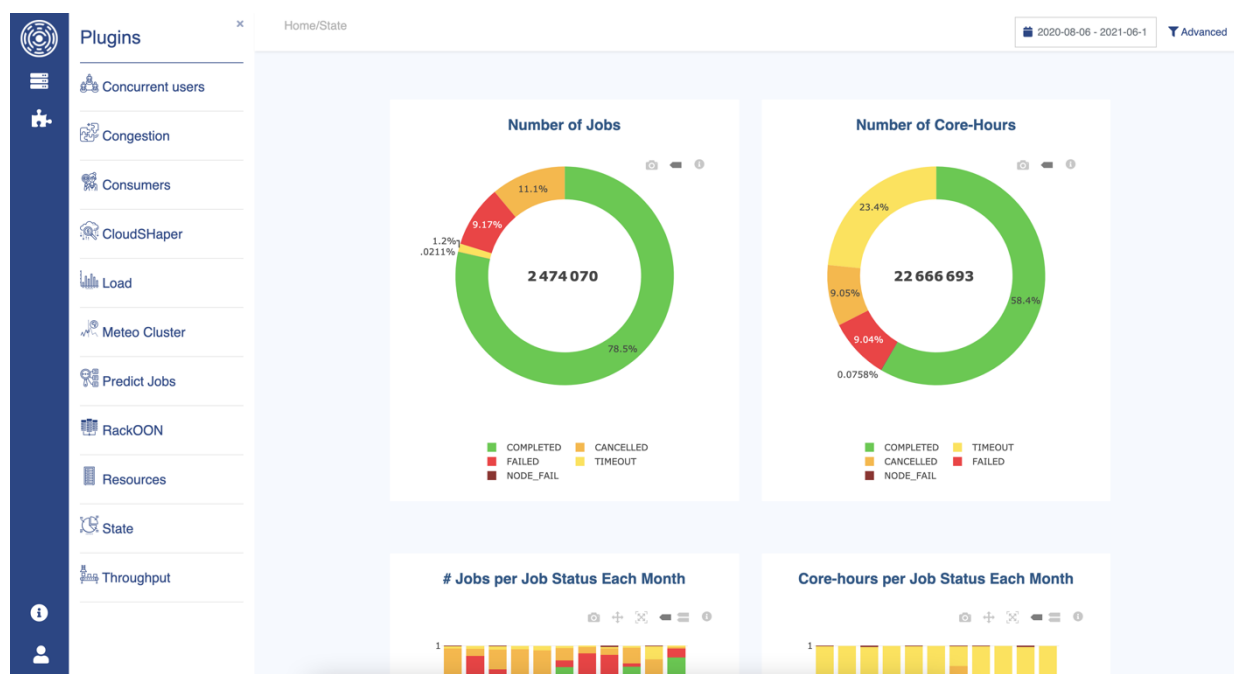 Plugins
×
Concurrent users
Congestion
Consumers
CloudSHaper
Load
Meteo Cluster
Predict Jobs
RackOON
Resources
State
Throughput
Home/State
2020-08-06 - 2021-06-1
Advanced
Number of Jobs
11.1%
9.17%
1.2%
.0211%
2 474 070
78.5%
COMPLETED CANCELLED
FAILED TIMEOUT
NODE_FAIL
Number of Core-Hours
23.4%
9.05%
22 666 693
58.4%
9.04%
0.0758%
COMPLETED TIMEOUT
CANCELLED FAILED
NODE_FAIL
# Jobs per Job Status Each Month
1
Core-hours per Job Status Each Month
1